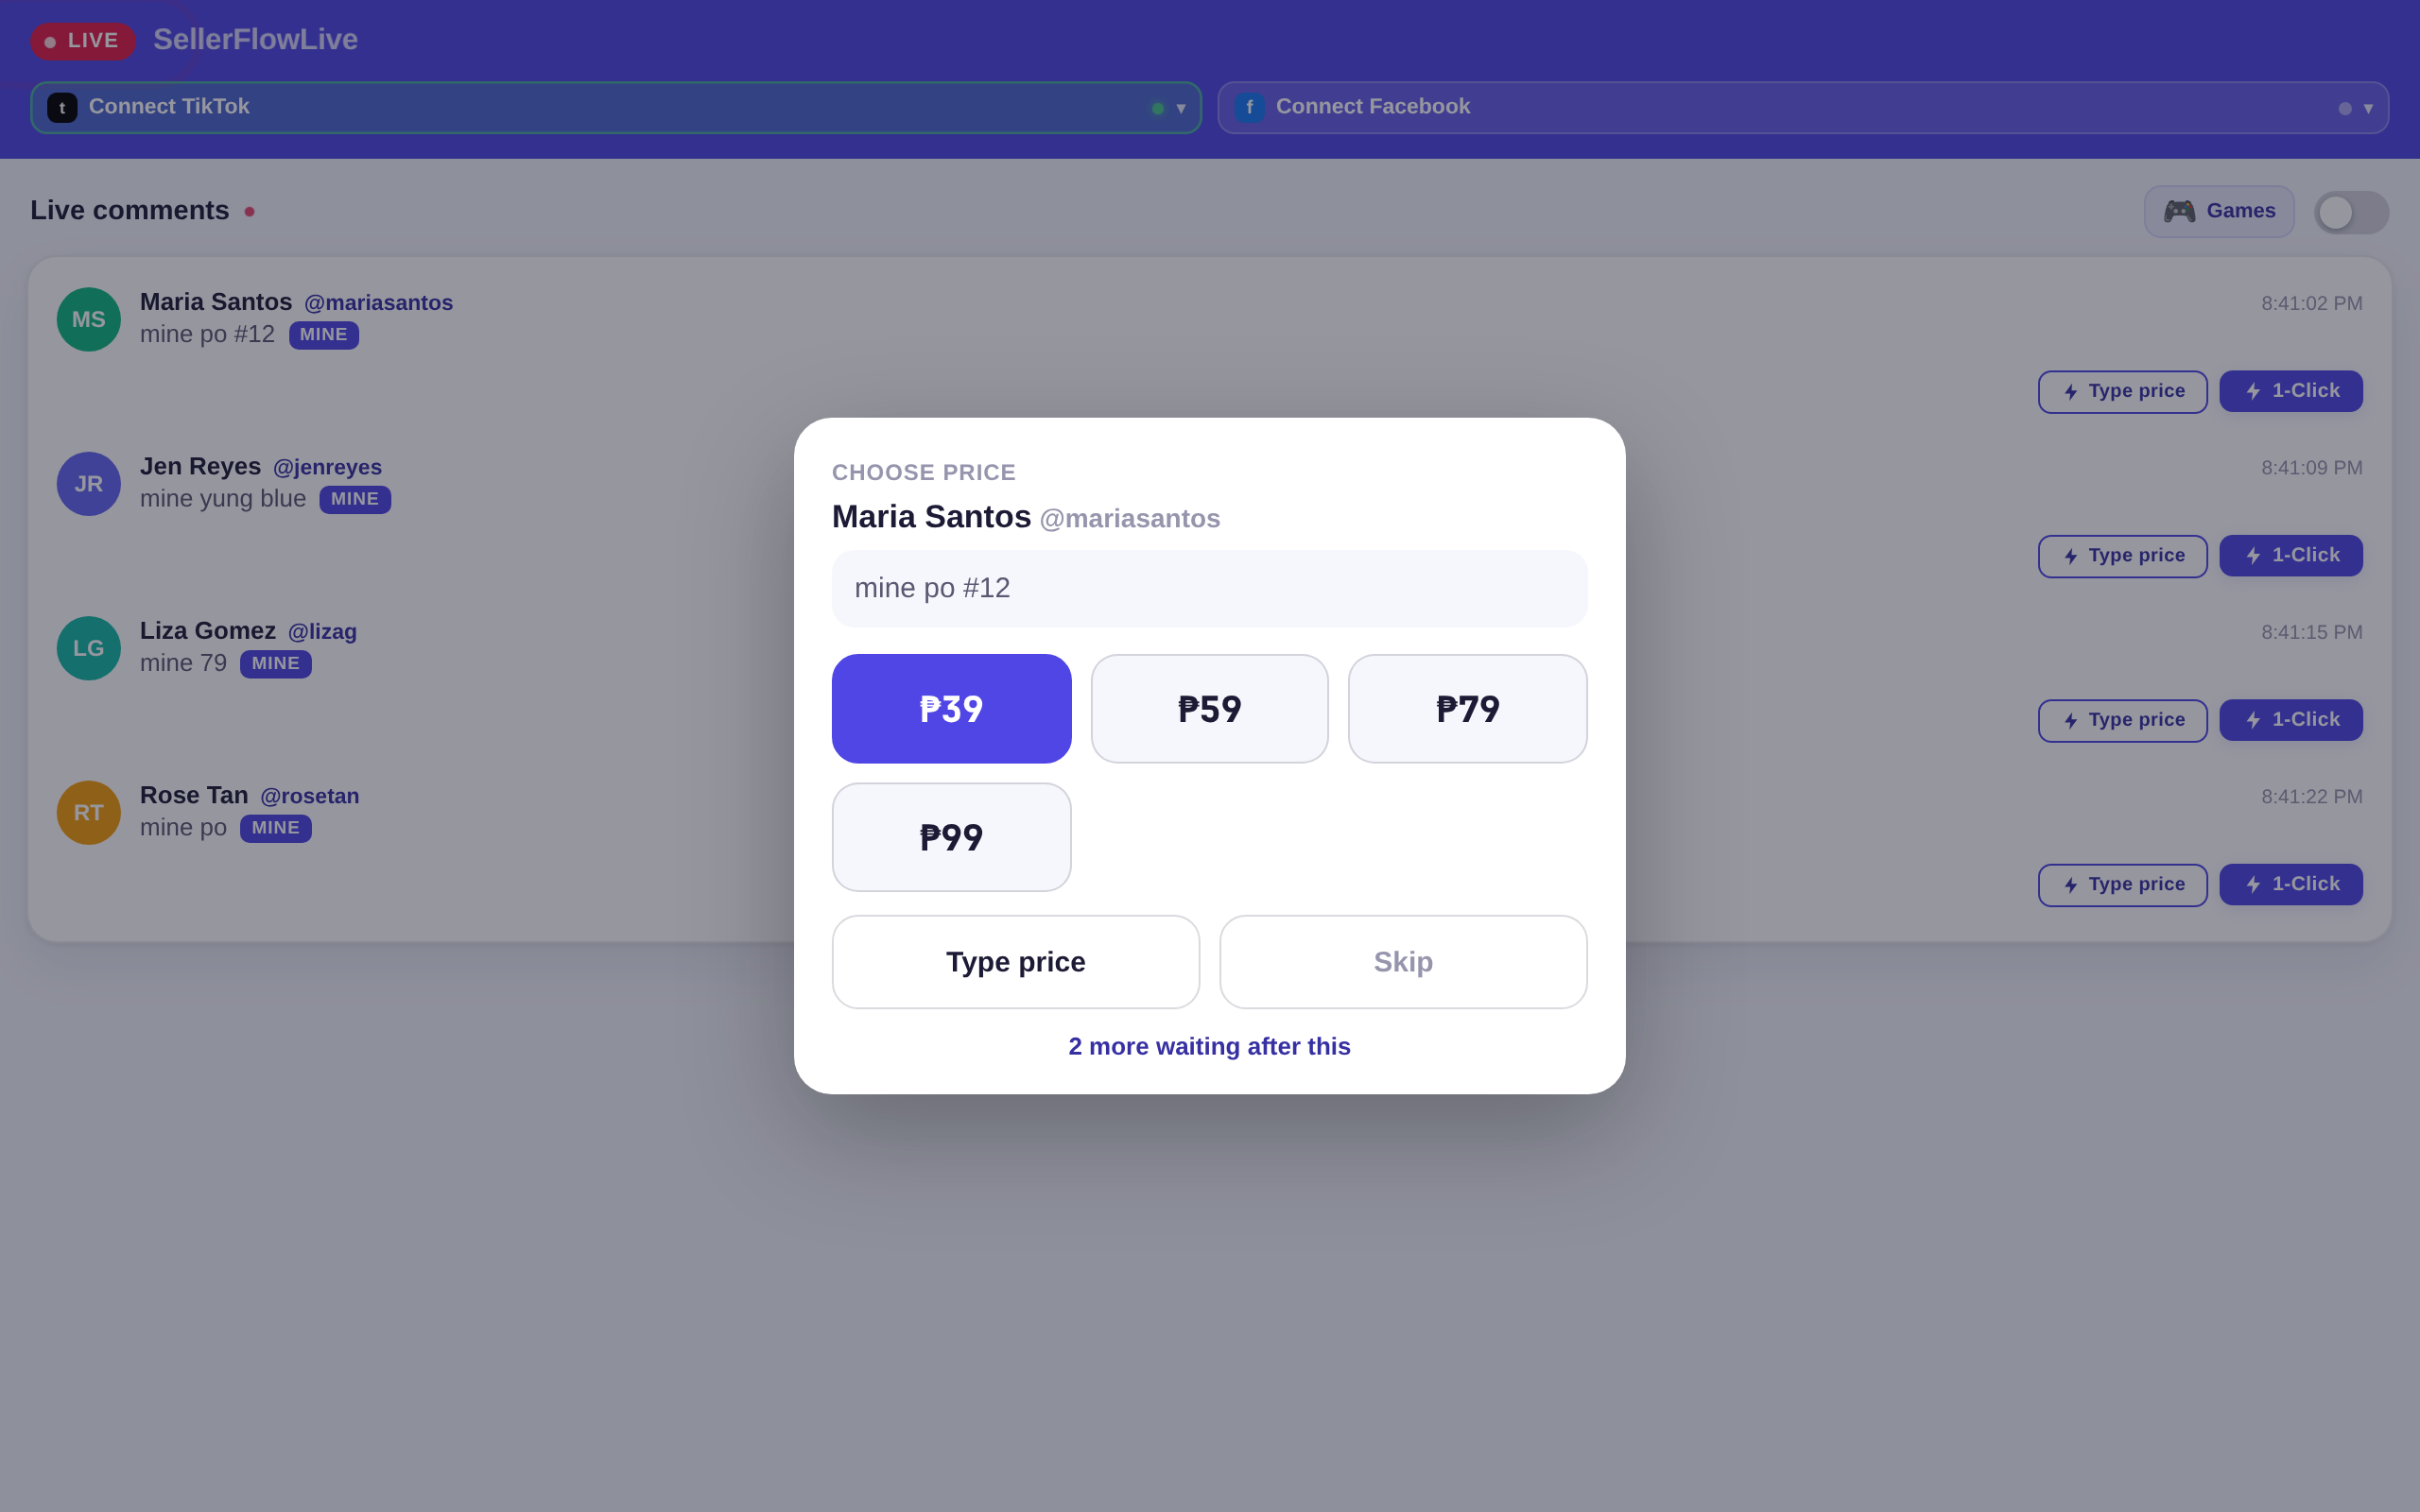 LIVE SellerFlowLive
t Connect TikTok ▾ f Connect Facebook ▾
Live comments 🎮 Games
MS Maria Santos @mariasantos 8:41:02 PM
mine po #12 MINE
Type price 1-Click
JR Jen Reyes @jenreyes 8:41:09 PM
mine yung blue MINE
Type price 1-Click
LG Liza Gomez @lizag 8:41:15 PM
mine 79 MINE
Type price 1-Click
RT Rose Tan @rosetan 8:41:22 PM
mine po MINE
Type price 1-Click
CHOOSE PRICE
Maria Santos @mariasantos
mine po #12
₱39 ₱59 ₱79
₱99
Type price Skip
2 more waiting after this